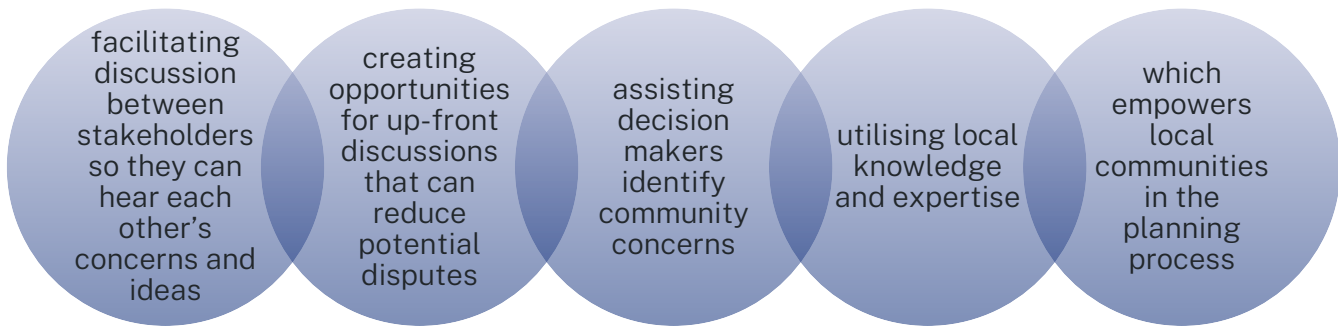 facilitating
discussion
between
stakeholders
so they can
hear each
other’s
concerns and
ideas
creating
opportunities
for up-front
discussions
that can
reduce
potential
disputes
assisting
decision
makers
identify
community
concerns
utilising local
knowledge
and expertise
which
empowers
local
communities
in the
planning
process